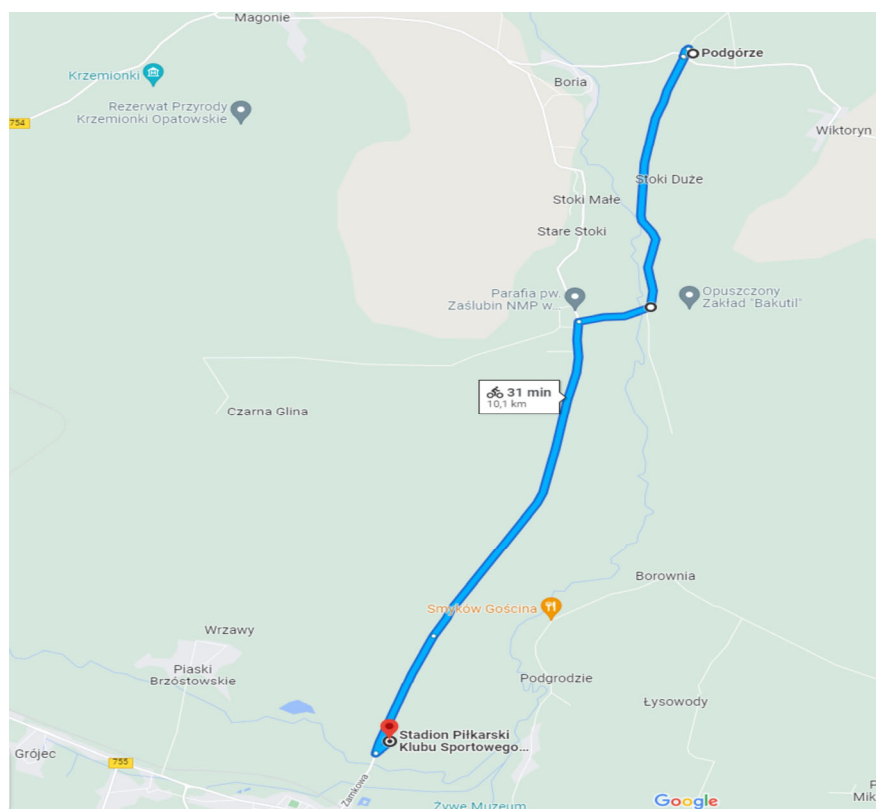 Magonie
Podgórze
Krzemionki
Boria
Rezerwat Przyrody
Krzemionki Opatowskie
754
Wiktoryn
Stoki Duże
Stoki Małe
Stare Stoki
Parafia pw.
Zaślubin NMP w...
Opuszczony
Zakład "Bakutil"
31 min
10,1 km
Czarna Glina
Borownia
Smyków Gościna
Wrzawy
Piaski
Brzóstowskie
Podgrodzie
Łysowody
Stadion Piłkarski
Klubu Sportowego...
Grójec
755
Zamkowa
Google
P
Mik
Żywe Muzeum